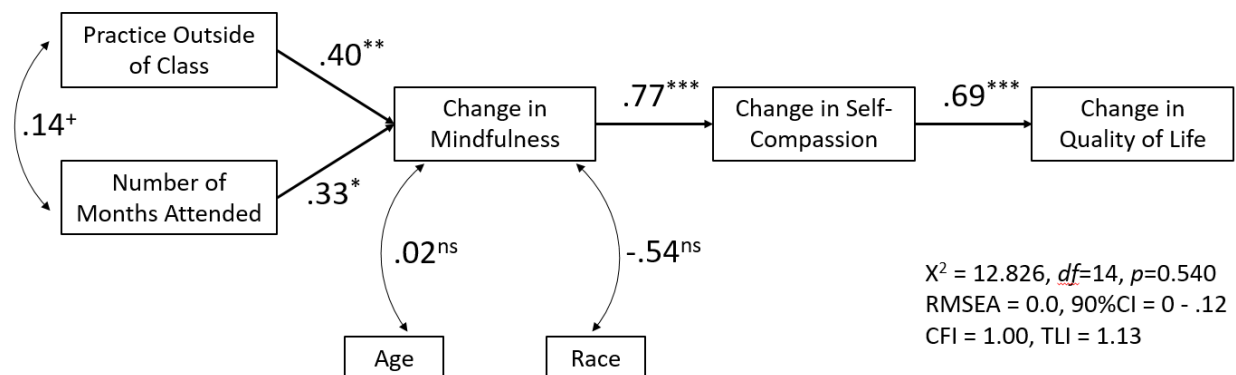 Practice Outside
of Class
.40**
.14+
Number of
Months Attended
.33*
Change in
Mindfulness
.77***
Change in Self-
Compassion
.69***
Change in
Quality of Life
.02ns
-.54ns
Age
Race
X2 = 12.826, df=14, p=0.540
RMSEA = 0.0, 90%CI = 0 - .12
CFI = 1.00, TLI = 1.13